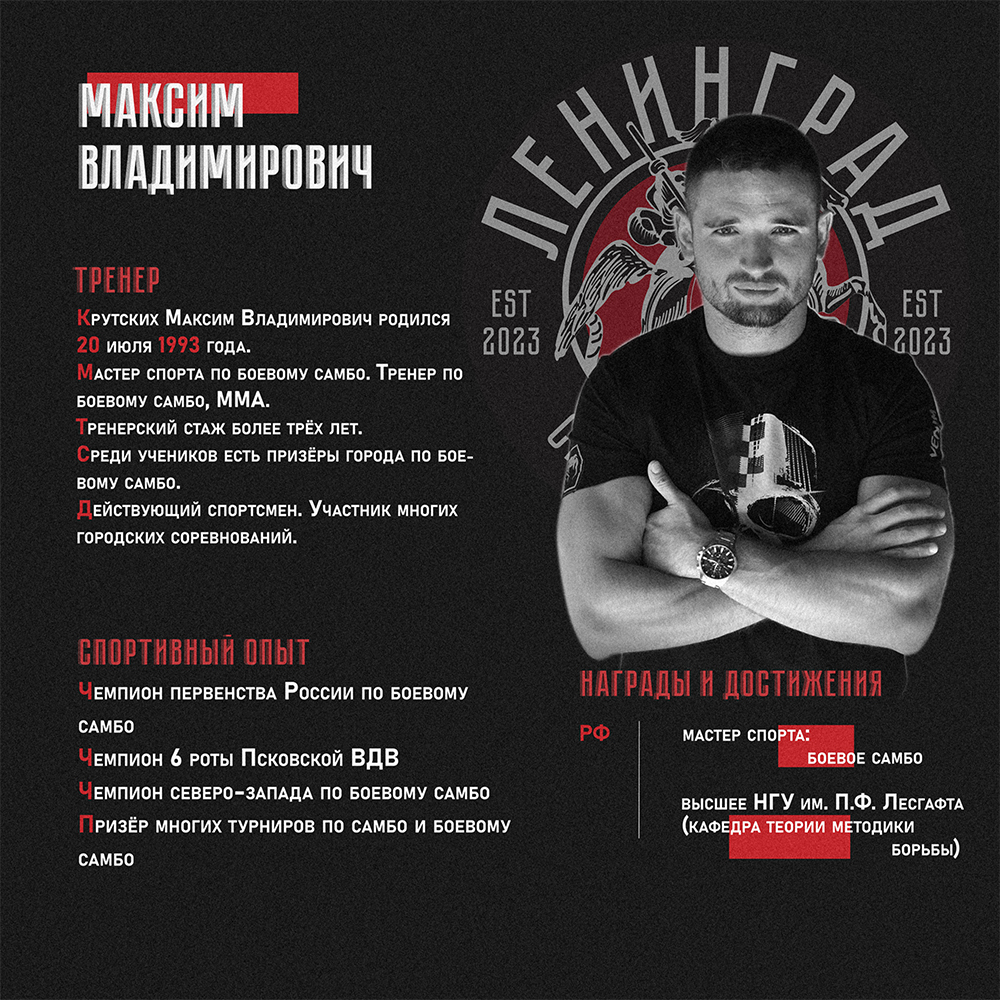 МАКСИМ
ВЛАДИМИРОВИЧ
ЛЕНИНГРАД
EST
2023
EST
2023
ТРЕНЕР
Крутских Максим Владимирович родился
20 июля 1993 года.
Мастер спорта по боевому самбо. Тренер по
боевому самбо, ММА.
Тренерский стаж более трёх лет.
Среди учеников есть призёры города по бое-
вому самбо.
Действующий спортсмен. Участник многих
городских соревнований.
VENUM
СПОРТИВНЫЙ ОПЫТ
Чемпион первенства России по боевому
самбо
Чемпион 6 роты Псковской ВДВ
Чемпион северо-запада по боевому самбо
Призёр многих турниров по самбо и боевому
самбо
НАГРАДЫ И ДОСТИЖЕНИЯ
РФ
мастер спорта:
боевое самбо
высшее НГУ им. П.Ф. Лесгафта
(кафедра теории методики
борьбы)